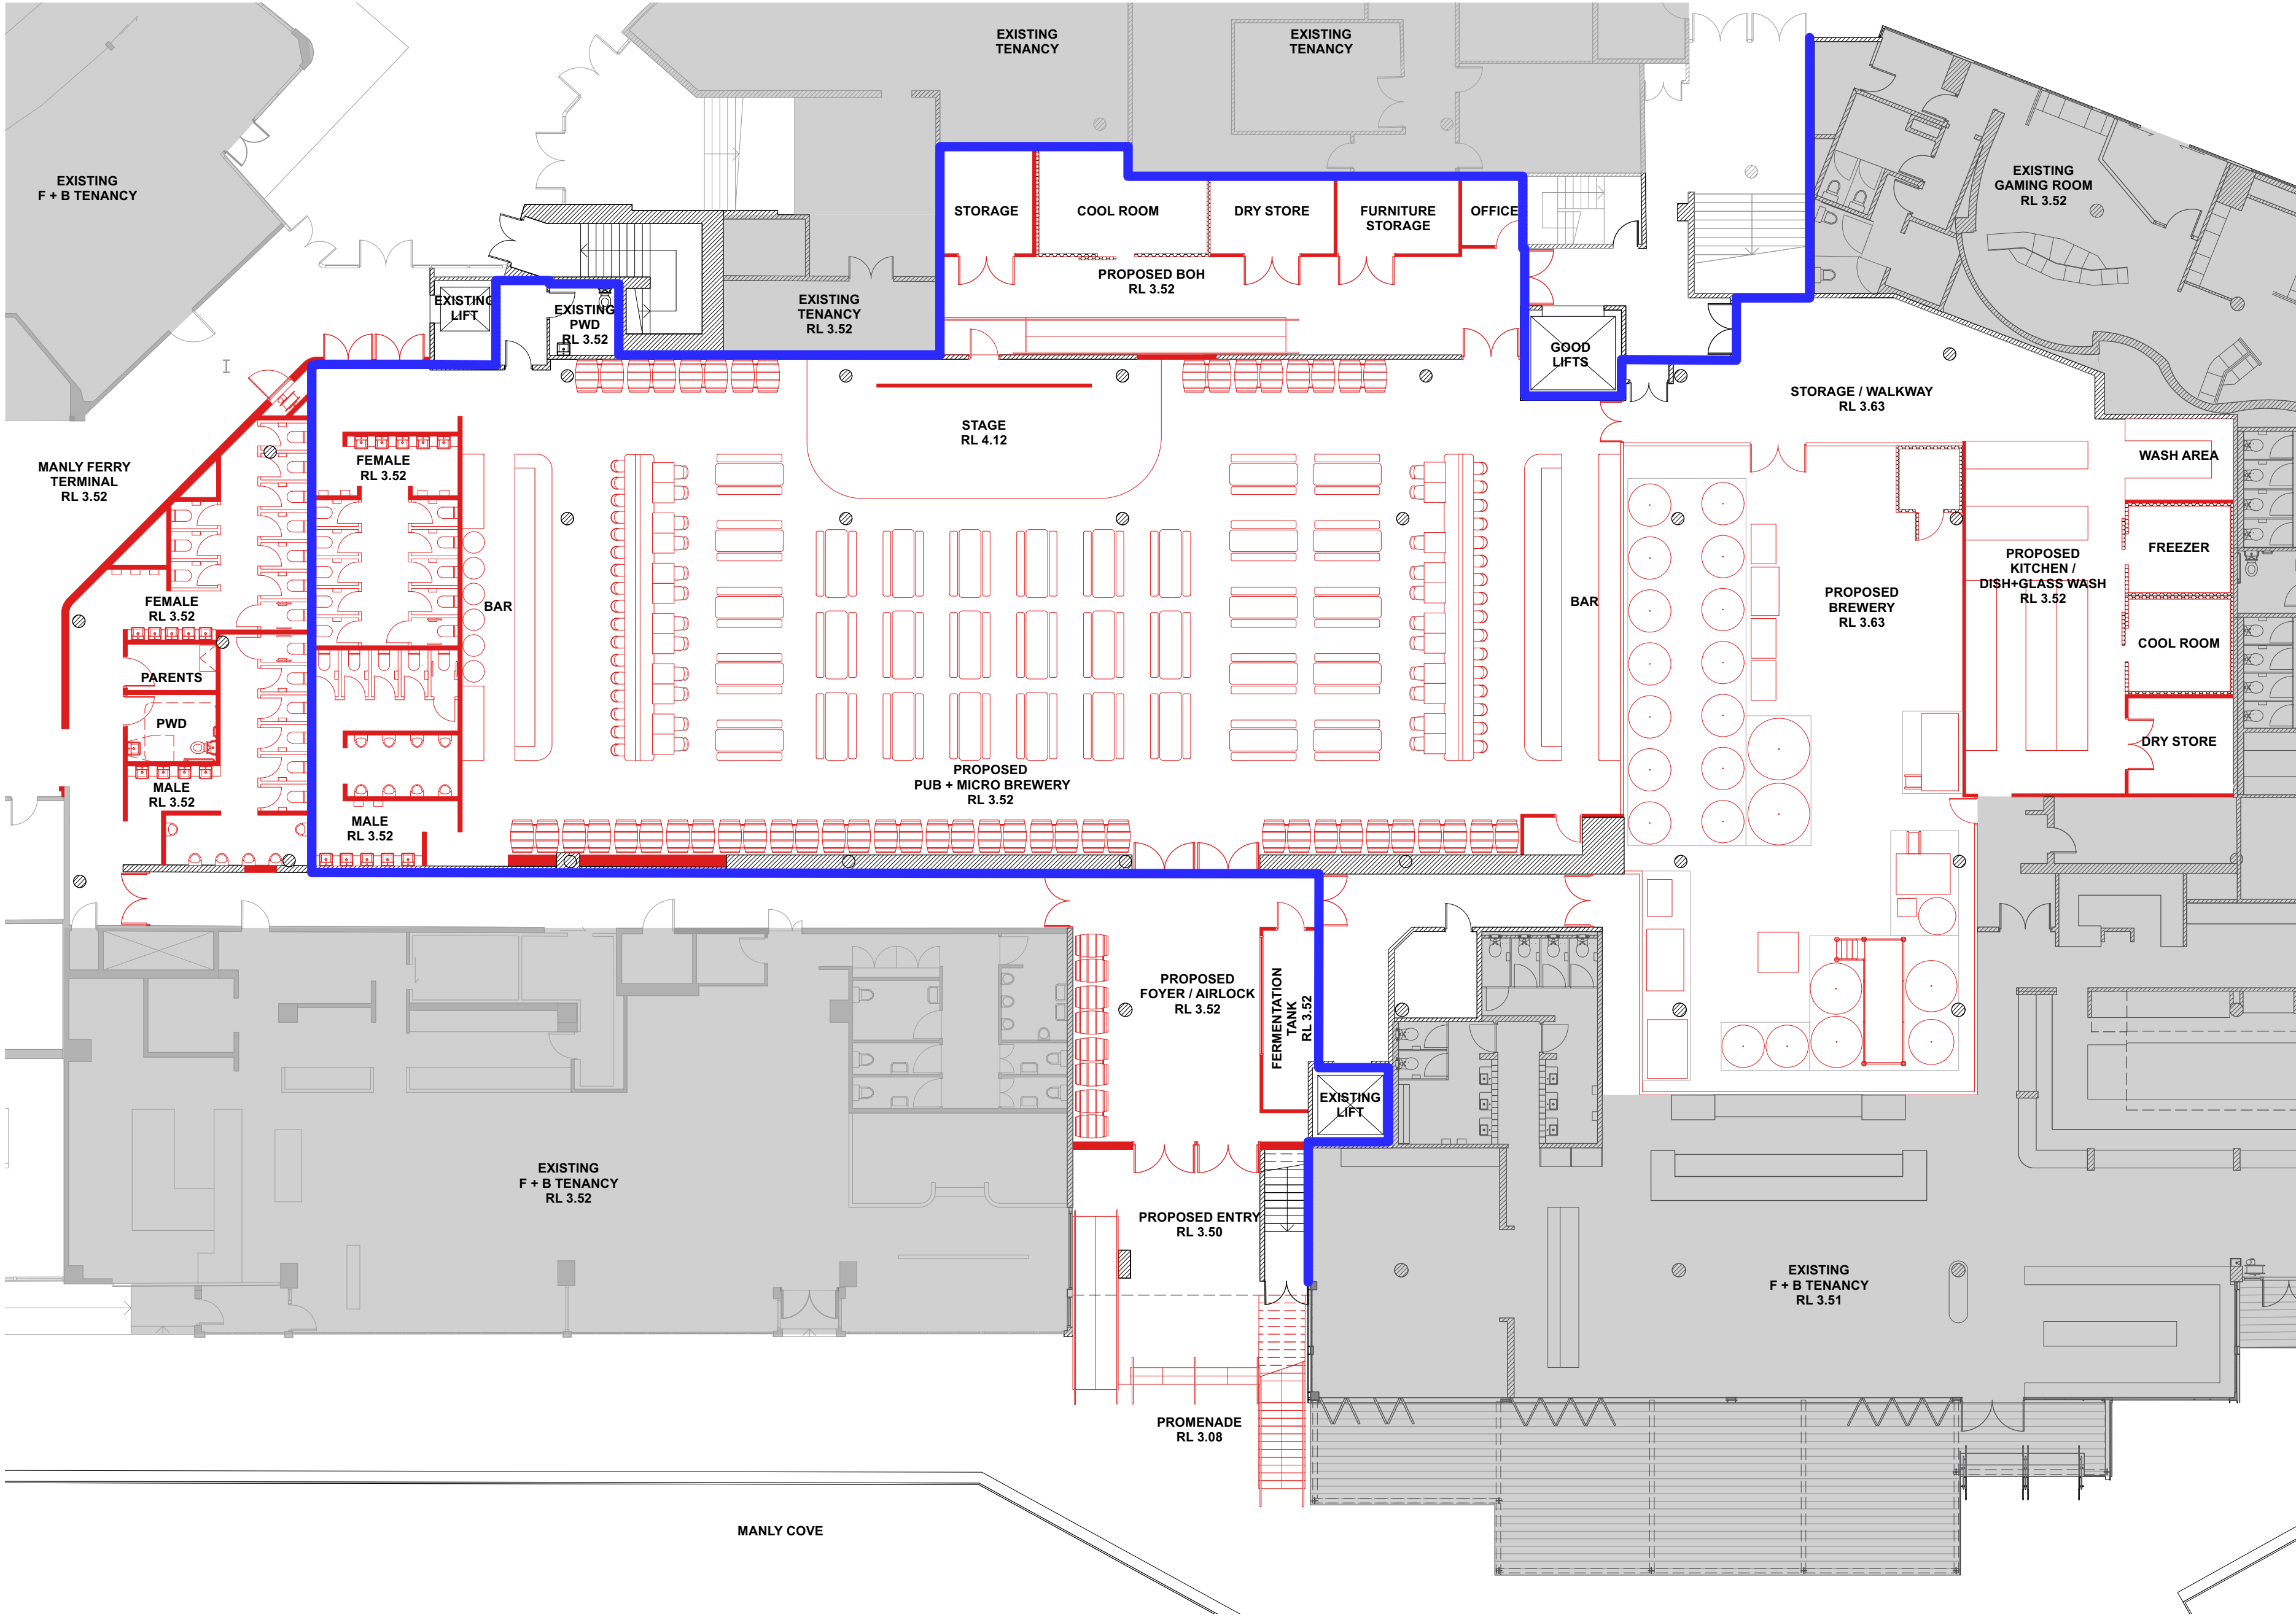 EXISTING
TENANCY
EXISTING
TENANCY
EXISTING
F + B TENANCY
EXISTING
GAMING ROOM
RL 3.52
STORAGE
COOL ROOM
DRY STORE
FURNITURE
STORAGE
OFFICE
PROPOSED BOH
RL 3.52
EXISTING
LIFT
EXISTING
PWD
RL 3.52
EXISTING
TENANCY
RL 3.52
GOOD
LIFTS
STORAGE / WALKWAY
RL 3.63
STAGE
RL 4.12
MANLY FERRY
TERMINAL
RL 3.52
FEMALE
RL 3.52
WASH AREA
FREEZER
PROPOSED
KITCHEN /
DISH+GLASS WASH
RL 3.52
FEMALE
RL 3.52
BAR
BAR
PROPOSED
BREWERY
RL 3.63
COOL ROOM
PARENTS
PWD
DRY STORE
MALE
RL 3.52
PROPOSED
PUB + MICRO BREWERY
RL 3.52
MALE
RL 3.52
PROPOSED
FOYER / AIRLOCK
RL 3.52
FERMENTATION
TANK
RL 3.52
EXISTING
LIFT
EXISTING
F + B TENANCY
RL 3.52
PROPOSED ENTRY
RL 3.50
EXISTING
F + B TENANCY
RL 3.51
PROMENADE
RL 3.08
MANLY COVE